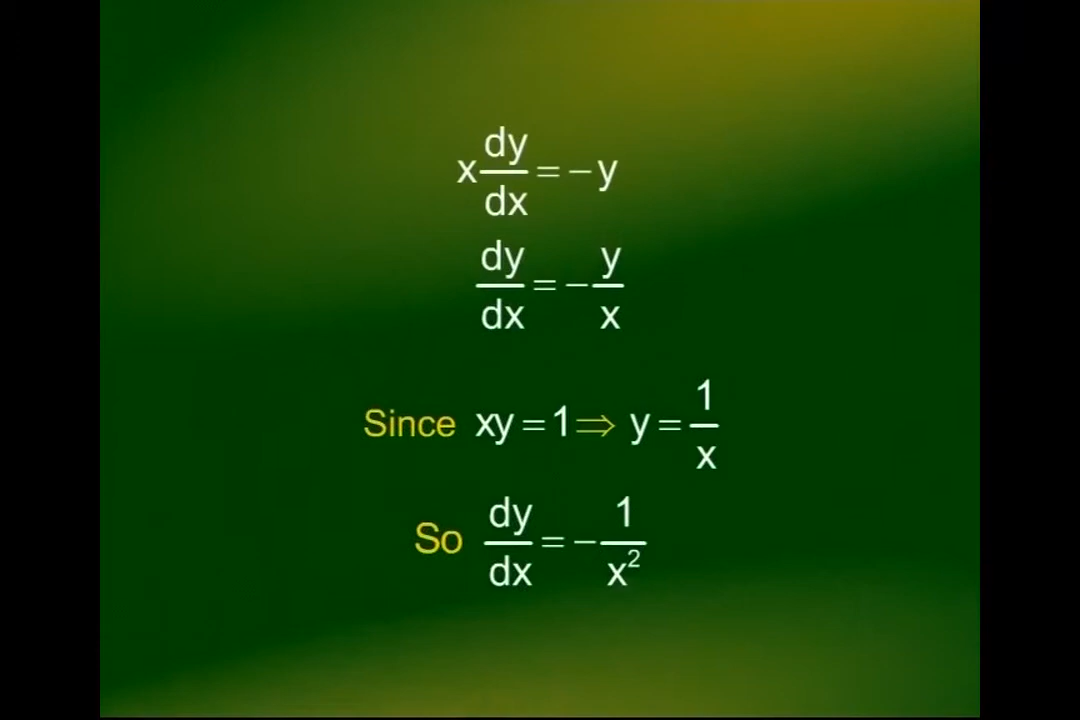 x dy/dx = −y
dy/dx = −y/x
Since xy = 1 ⇒ y = 1/x
So dy/dx = −1/x²